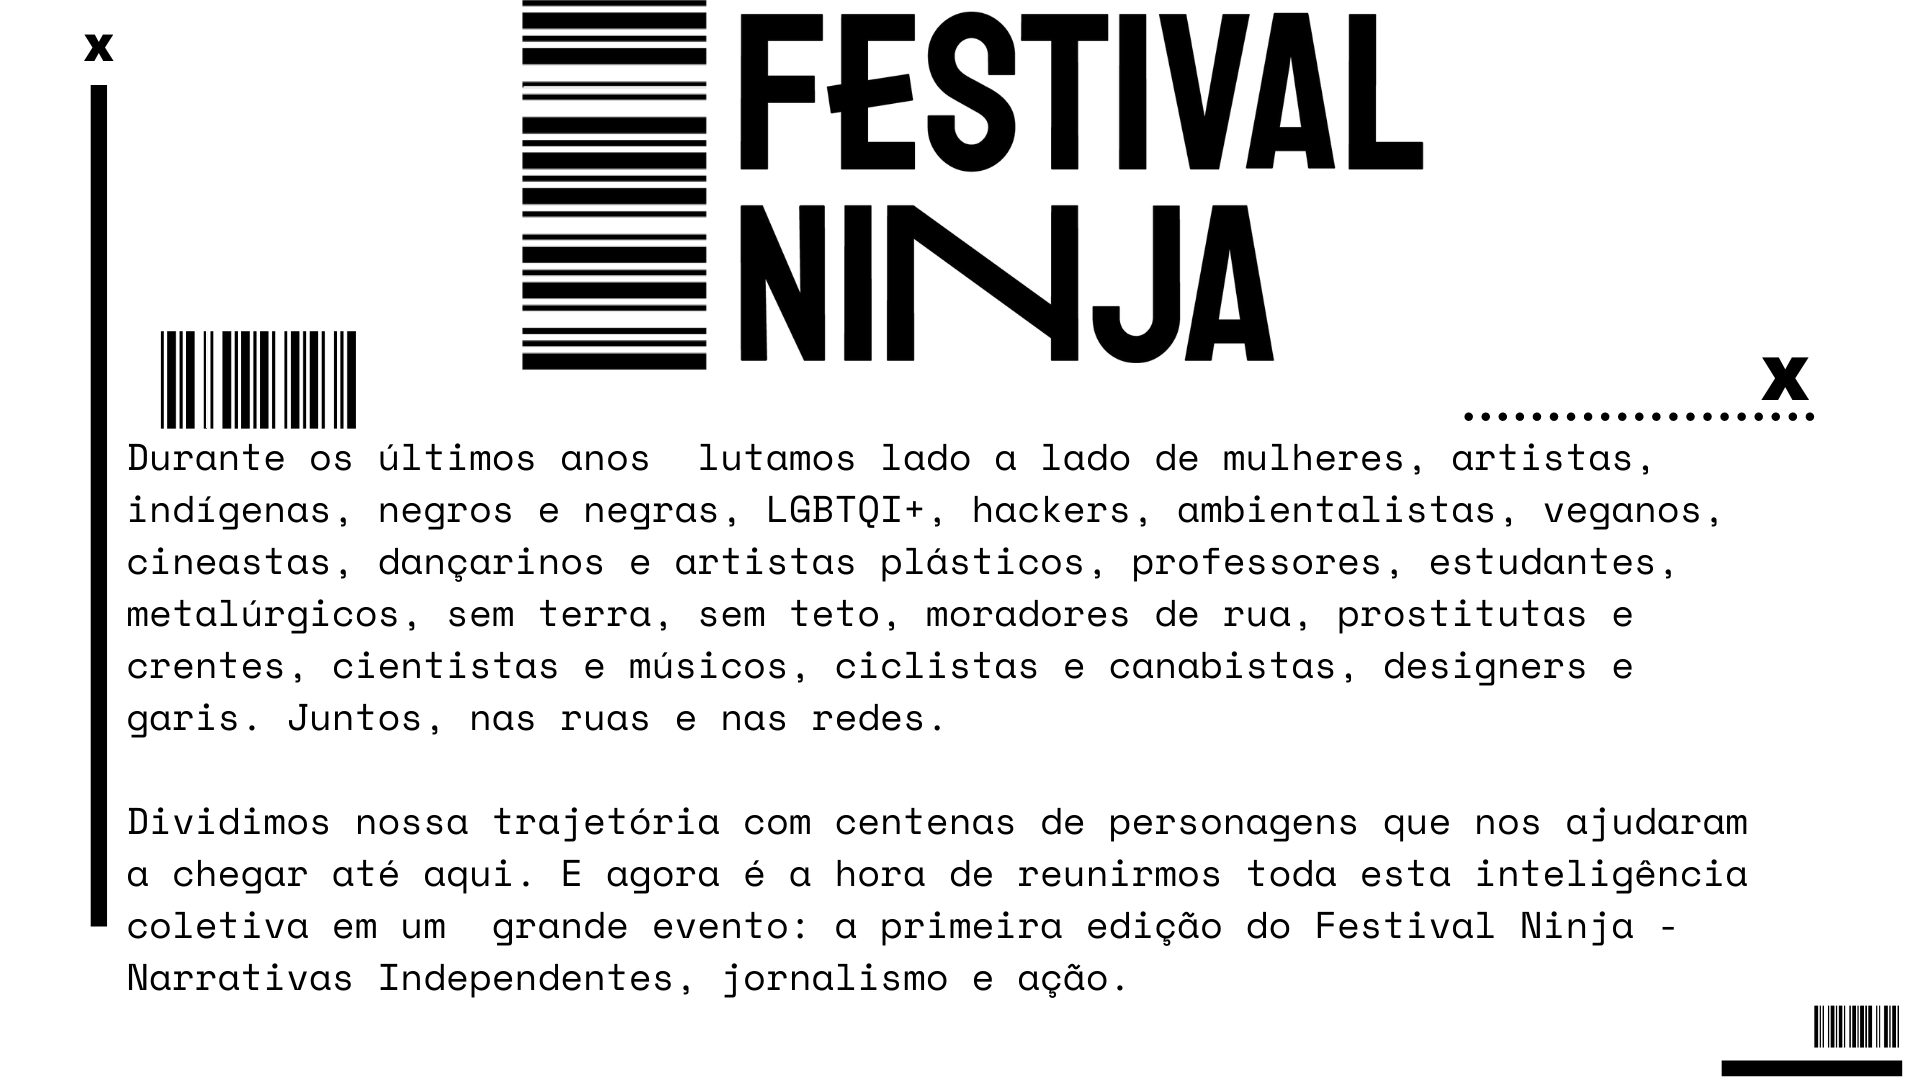 x
FESTIVAL
NINJA
x
Durante os últimos anos  lutamos lado a lado de mulheres, artistas,
indígenas, negros e negras, LGBTQI+, hackers, ambientalistas, veganos,
cineastas, dançarinos e artistas plásticos, professores, estudantes,
metalúrgicos, sem terra, sem teto, moradores de rua, prostitutas e
crentes, cientistas e músicos, ciclistas e canabistas, designers e
garis. Juntos, nas ruas e nas redes.
Dividimos nossa trajetória com centenas de personagens que nos ajudaram
a chegar até aqui. E agora é a hora de reunirmos toda esta inteligência
coletiva em um  grande evento: a primeira edição do Festival Ninja -
Narrativas Independentes, jornalismo e ação.